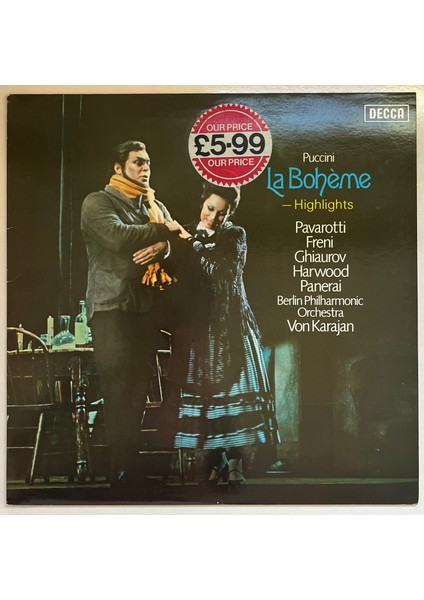 DECCA
OUR PRICE
£5-99
OUR PRICE
Puccini
La Bohème
— Highlights
Pavarotti
Freni
Ghiaurov
Harwood
Panerai
Berlin Philharmonic
Orchestra
Von Karajan